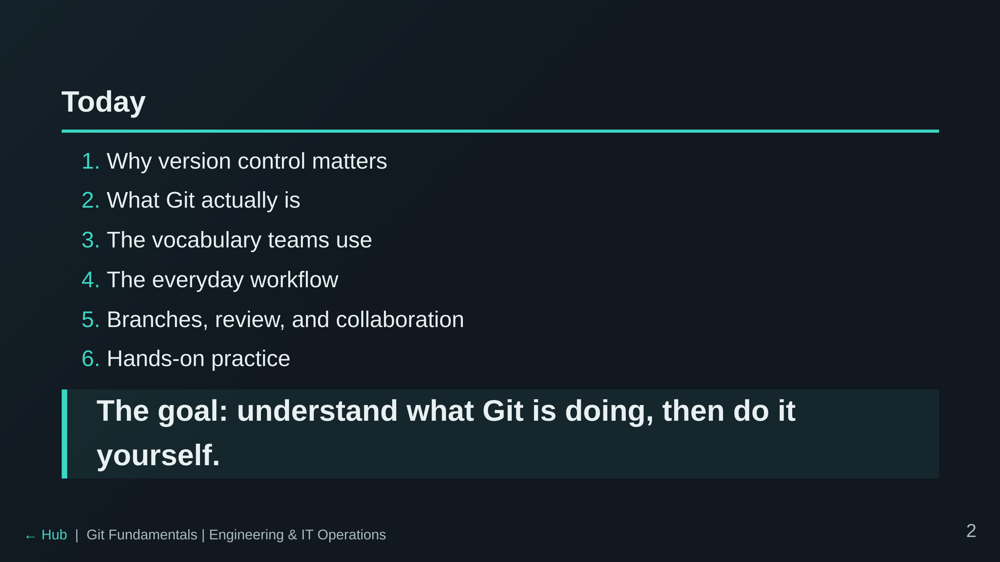 Today
1. Why version control matters
2. What Git actually is
3. The vocabulary teams use
4. The everyday workflow
5. Branches, review, and collaboration
6. Hands-on practice
The goal: understand what Git is doing, then do it
yourself.
← Hub | Git Fundamentals | Engineering & IT Operations
2